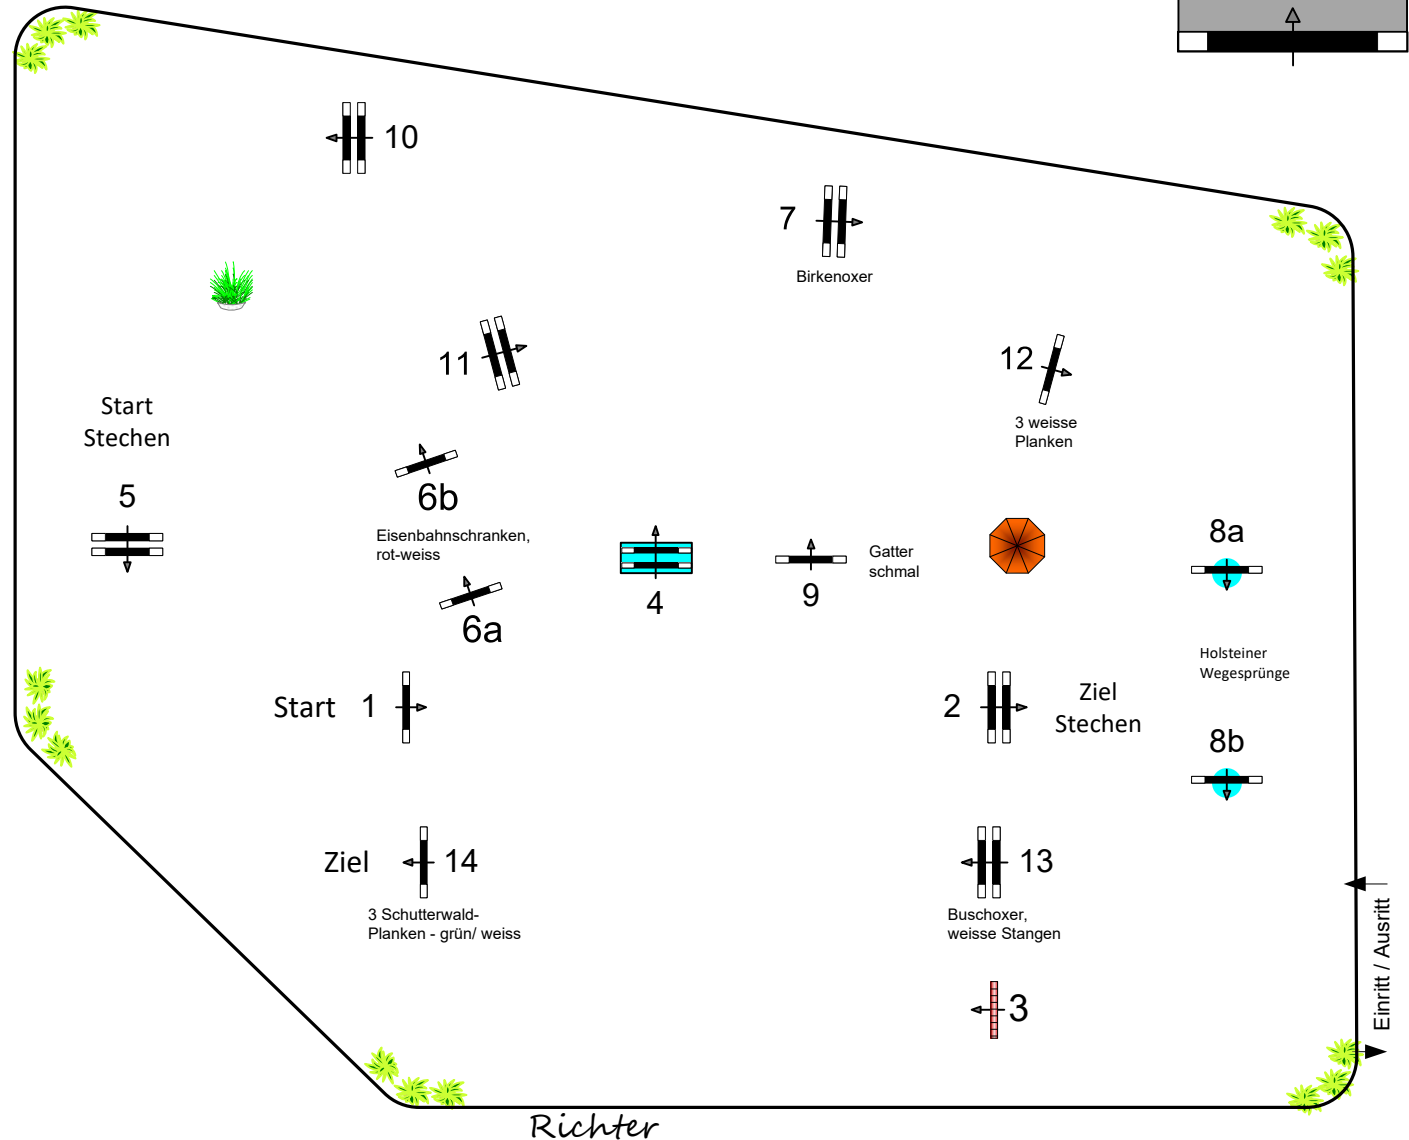 10
7
Birkenoxer
11
12
3 weisse
Planken
Start
Stechen
5
6b
Eisenbahnschranken,
rot-weiss
6a
4
9
Gatter
schmal
8a
Holsteiner
Wegesprünge
8b
Start 1
2
Ziel
Stechen
Ziel 14
3 Schutterwald-
Planken - grün/ weiss
13
Buschoxer,
weisse Stangen
3
Einritt / Ausritt
Richter